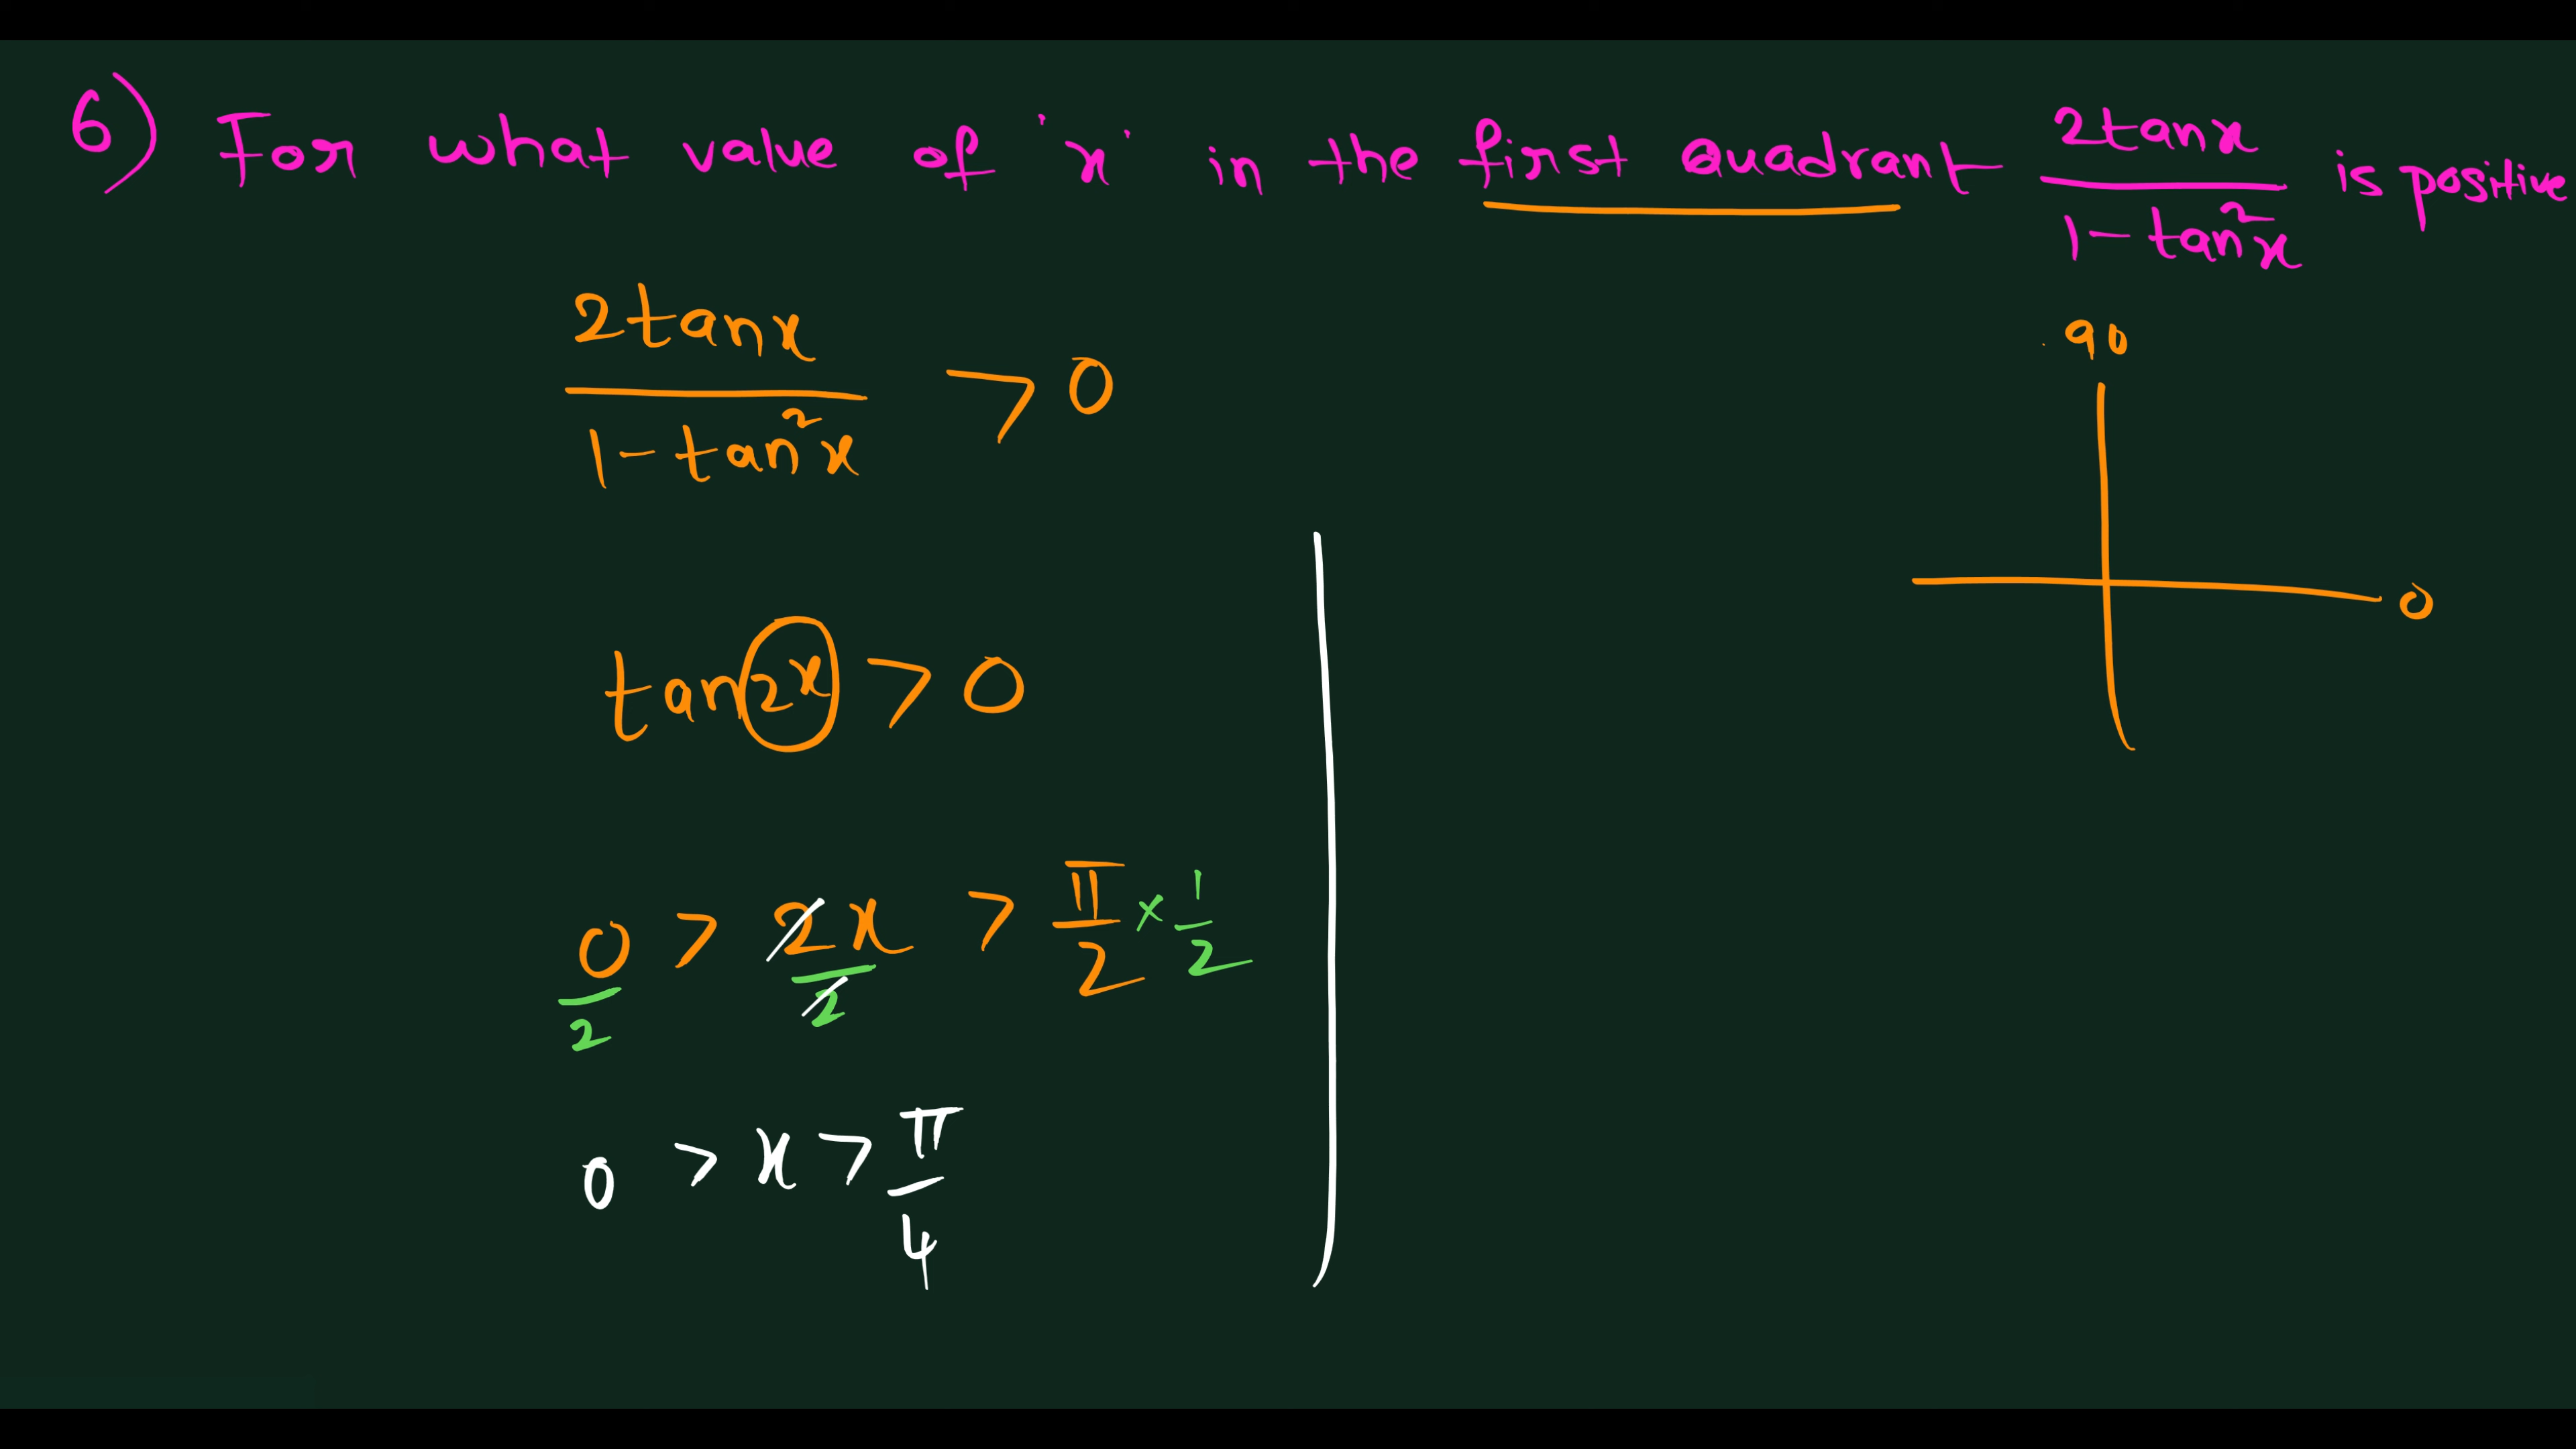 6) For what value of 'x' in the first Quadrant 2tanx / 1-tan²x is positive
90
0
2tanx / 1-tan²x > 0
tan2x > 0
0/2 > 2x/2 > π/2 × 1/2
0 > x > π/4